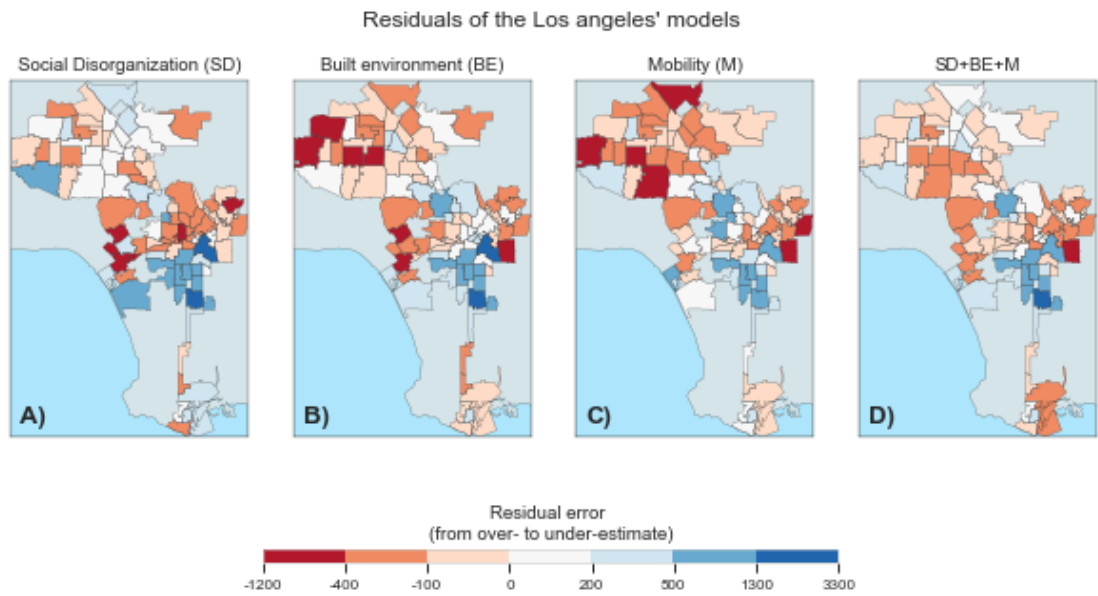 Residuals of the Los angeles' models
Social Disorganization (SD)
Built environment (BE)
Mobility (M)
SD+BE+M
A)
B)
C)
D)
Residual error
(from over- to under-estimate)
-1200 -400 -100 0 200 500 1300 3300